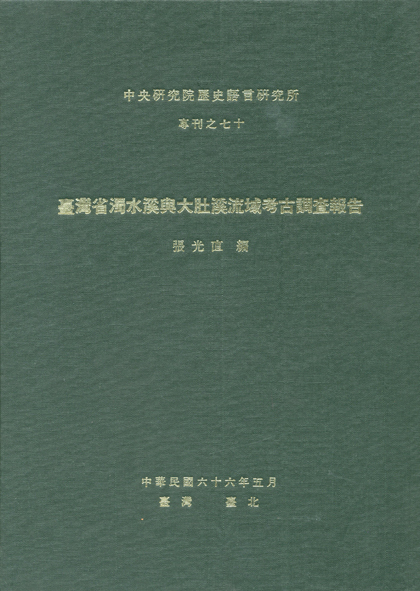 中央研究院歷史語言研究所
專刊之七十
臺灣省濁水溪與大肚溪流域考古調查報告
張光直 編
中華民國六十六年五月
臺灣 臺北